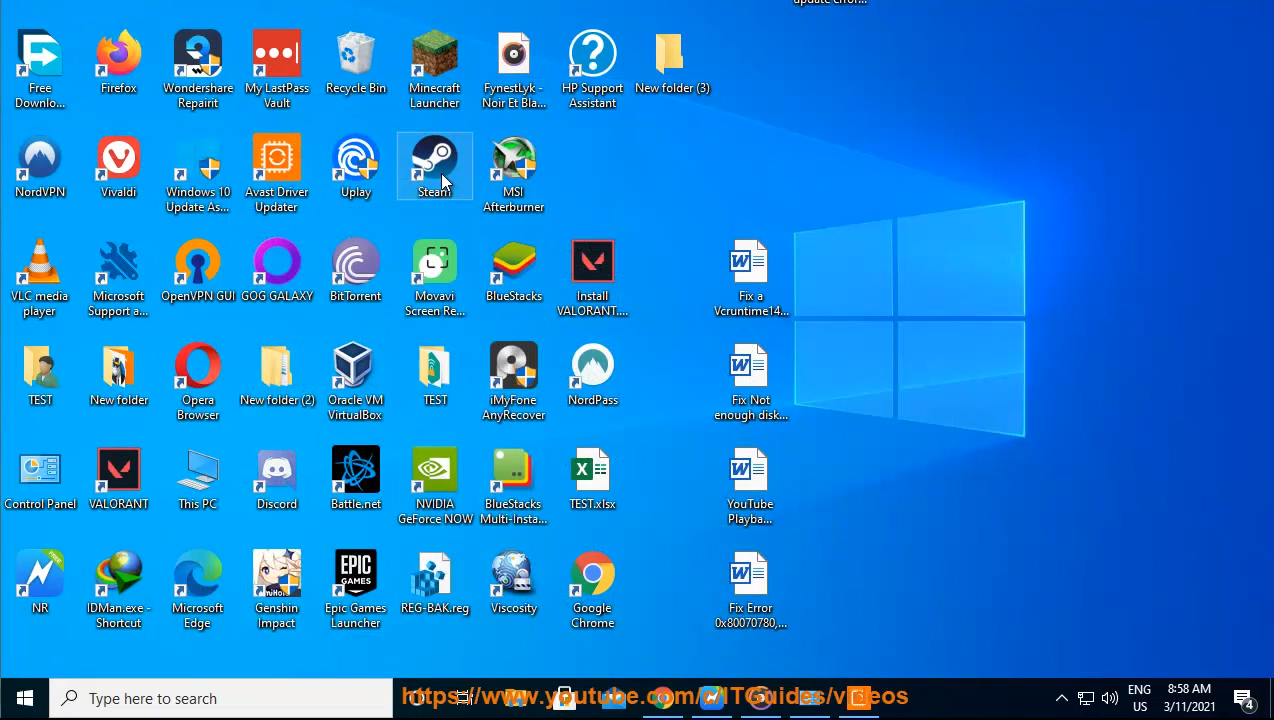 update error...
Free
Downlo...
Firefox
Wondershare
Repairit
My LastPass
Vault
Recycle Bin
Minecraft
Launcher
FynestLyk -
Noir Et Bla...
HP Support
Assistant
New folder (3)
NordVPN
Vivaldi
Windows 10
Update As...
Avast Driver
Updater
Uplay
Steam
MSI
Afterburner
VLC media
player
Microsoft
Support a...
OpenVPN GUI
GOG GALAXY
BitTorrent
Movavi
Screen Re...
BlueStacks
Install
VALORANT....
Fix a
Vcruntime14...
TEST
New folder
Opera
Browser
New folder (2)
Oracle VM
VirtualBox
TEST
iMyFone
AnyRecover
NordPass
Fix Not
enough disk...
Control Panel
VALORANT
This PC
Discord
Battle.net
NVIDIA
GeForce NOW
BlueStacks
Multi-Insta...
TEST.xlsx
YouTube
Playba...
FREE
NR
IDMan.exe -
Shortcut
Microsoft
Edge
Genshin
Impact
EPIC
GAMES
Epic Games
Launcher
REG-BAK.reg
Viscosity
Google
Chrome
Fix Error
0x80070780,...
Type here to search
https://www.youtube.com/c/ITGuides/videos
ENG
US
8:58 AM
3/11/2021
4